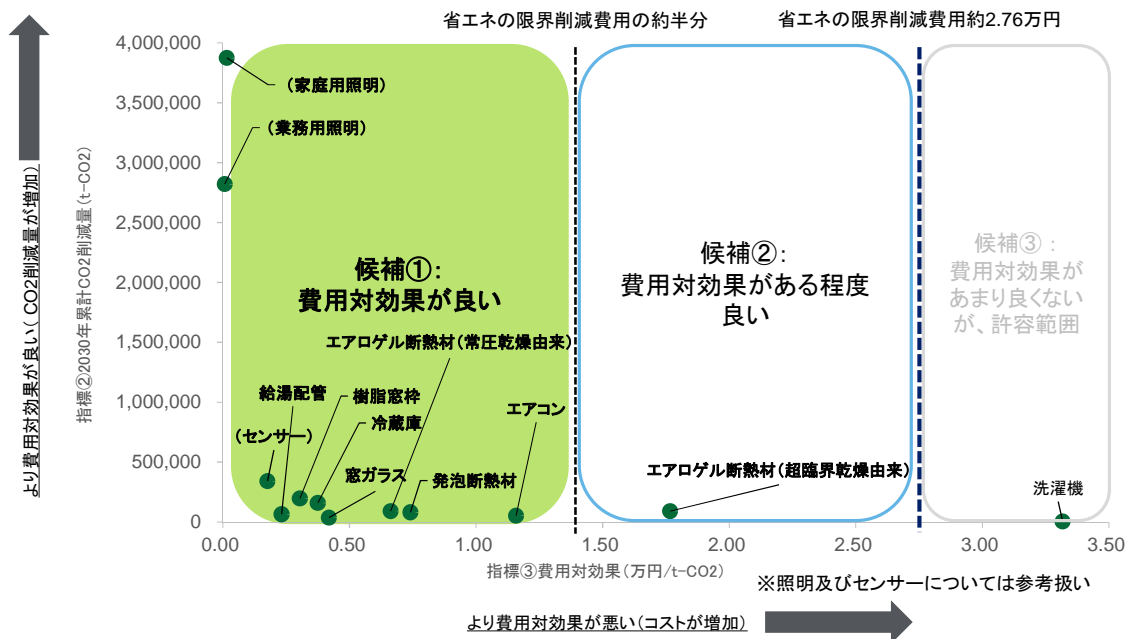 省エネの限界削減費用の約半分
省エネの限界削減費用約2.76万円
より費用対効果が良い（CO2削減量が増加）
指標②2030年累計CO2削減量（t-CO2）
4,000,000
3,500,000
3,000,000
2,500,000
2,000,000
1,500,000
1,000,000
500,000
0
（家庭用照明）
（業務用照明）
候補①：
費用対効果が良い
候補②：
費用対効果がある程度
良い
候補③：
費用対効果が
あまり良くない
が、許容範囲
エアロゲル断熱材（常圧乾燥由来）
給湯配管
樹脂窓枠
エアコン
冷蔵庫
（センサー）
窓ガラス
発泡断熱材
エアロゲル断熱材（超臨界乾燥由来）
洗濯機
0.00
0.50
1.00
1.50
2.00
2.50
3.00
3.50
指標③費用対効果（万円/t-CO2）
※照明及びセンサーについては参考扱い
より費用対効果が悪い（コストが増加）